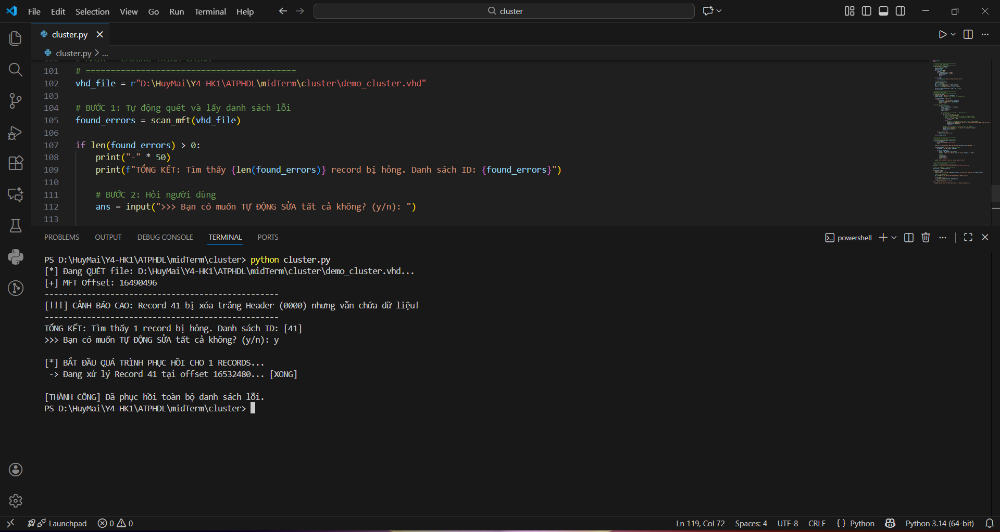 File Edit Selection View Go Run Terminal Help
cluster
cluster.py
cluster.py > ...
101 # ==========================================
102 vhd_file = r"D:\HuyMai\Y4-HK1\ATPHDL\midTerm\cluster\demo_cluster.vhd"
103
104 # BƯỚC 1: Tự động quét và lấy danh sách lỗi
105 found_errors = scan_mft(vhd_file)
106
107 if len(found_errors) > 0:
108     print("-" * 50)
109     print(f"TỔNG KẾT: Tìm thấy {len(found_errors)} record bị hỏng. Danh sách ID: {found_errors}")
110
111     # BƯỚC 2: Hỏi người dùng
112     ans = input(">>> Bạn có muốn TỰ ĐỘNG SỬA tất cả không? (y/n): ")
113
PROBLEMS OUTPUT DEBUG CONSOLE TERMINAL PORTS
powershell
PS D:\HuyMai\Y4-HK1\ATPHDL\midTerm\cluster> python cluster.py
[*] Đang QUÉT file: D:\HuyMai\Y4-HK1\ATPHDL\midTerm\cluster\demo_cluster.vhd...
[+] MFT Offset: 16490496
--------------------------------------------------
[!!!] CẢNH BÁO CAO: Record 41 bị xóa trắng Header (0000) nhưng vẫn chứa dữ liệu!
--------------------------------------------------
TỔNG KẾT: Tìm thấy 1 record bị hỏng. Danh sách ID: [41]
>>> Bạn có muốn TỰ ĐỘNG SỬA tất cả không? (y/n): y
[*] BẮT ĐẦU QUÁ TRÌNH PHỤC HỒI CHO 1 RECORDS...
 -> Đang xử lý Record 41 tại offset 16532480... [XONG]
[THÀNH CÔNG] Đã phục hồi toàn bộ danh sách lỗi.
PS D:\HuyMai\Y4-HK1\ATPHDL\midTerm\cluster>
Launchpad 0 0 Ln 119, Col 72 Spaces: 4 UTF-8 CRLF { } Python Python 3.14 (64-bit)